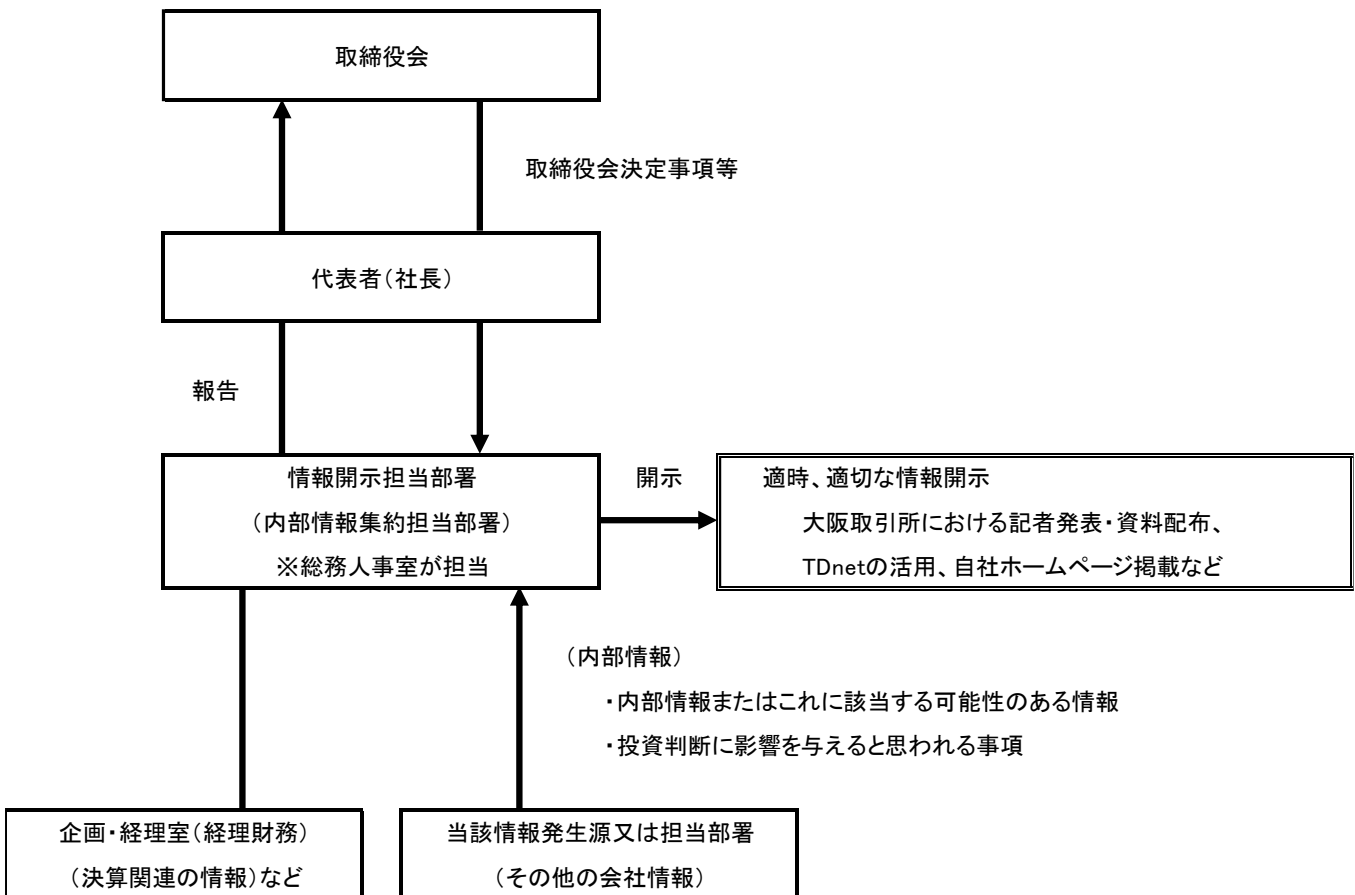 取締役会
取締役会決定事項等
代表者(社長)
報告
情報開示担当部署
(内部情報集約担当部署)
※総務人事室が担当
開示
適時、適切な情報開示
大阪取引所における記者発表・資料配布、
TDnetの活用、自社ホームページ掲載など
(内部情報)
・内部情報またはこれに該当する可能性のある情報
・投資判断に影響を与えると思われる事項
企画・経理室(経理財務)
(決算関連の情報)など
当該情報発生源又は担当部署
(その他の会社情報)